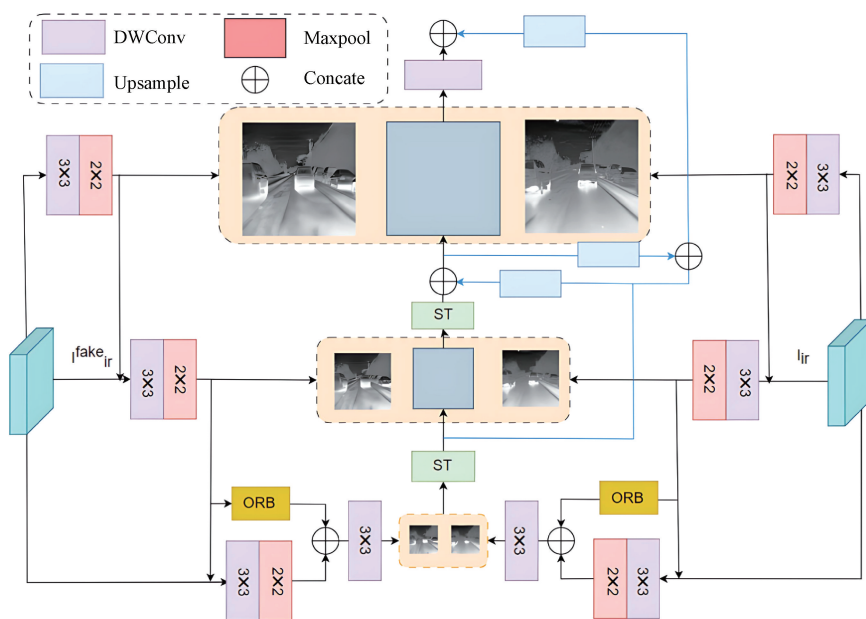 DWConv
Maxpool
Upsample
Concate
3×3
2×2
2×2
3×3
ST
I^fake_ir
3×3
2×2
2×2
3×3
I_ir
ST
ORB
ORB
3×3
3×3
3×3
2×2
2×2
3×3